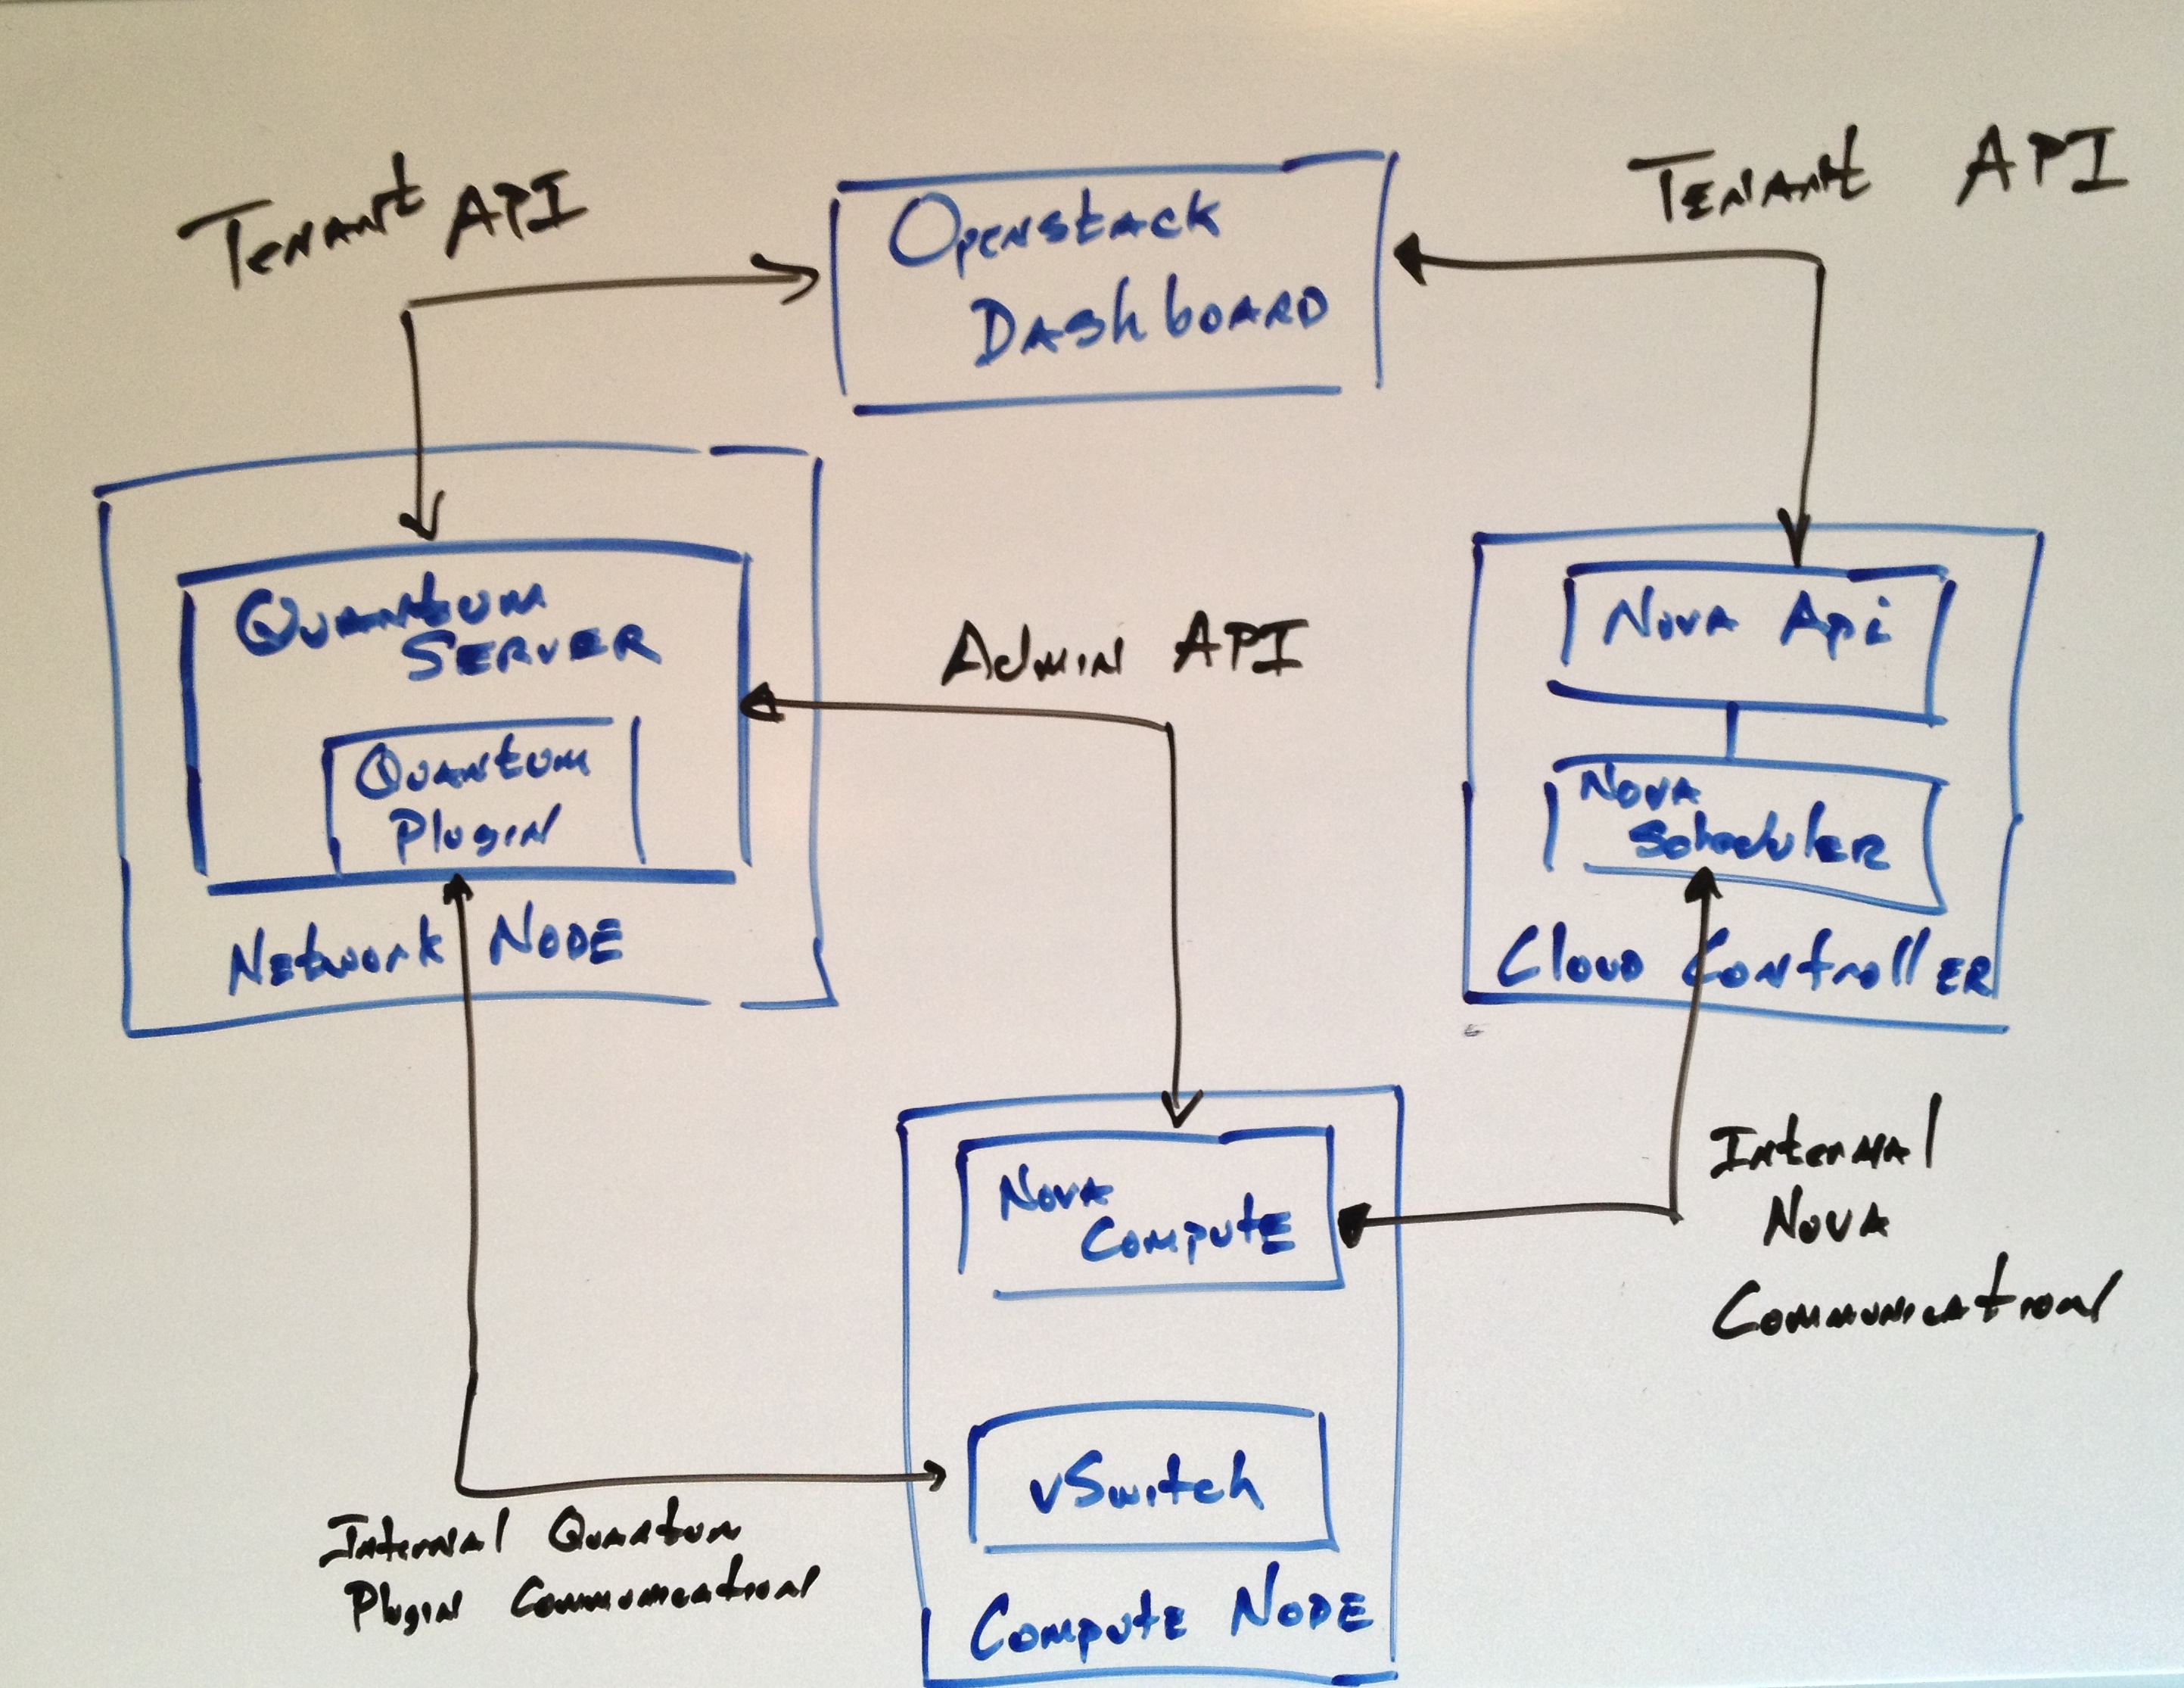 Tenant API
Openstack
Dashboard
Tenant API
Quantum
Server
Quantum
Plugin
Network Node
Admin API
Nova Api
Nova
Scheduler
Cloud Controller
Nova
Compute
Internal
Nova
Communication
vSwitch
Compute Node
Internal Quantum
Plugin Communication